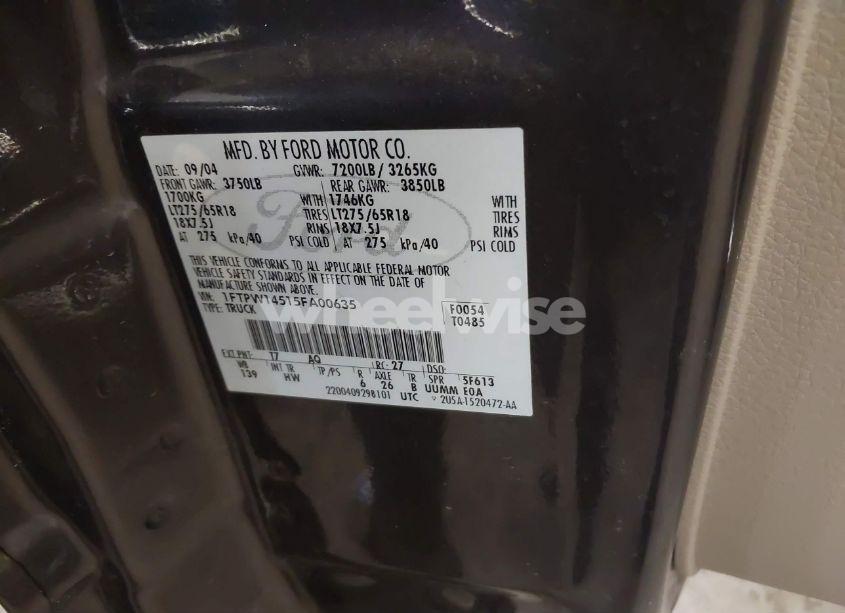 MFD. BY FORD MOTOR CO.
DATE: 09/04 GVWR: 7200LB/ 3265KG
FRONT GAWR: 3750LB REAR GAWR: 3850LB
1700KG WITH 1746KG WITH
LT275/65R18 TIRES LT275/65R18 TIRES
18X7.5J RIMS 18X7.5J RIMS
AT 275 kPa/40 PSI COLD AT 275 kPa/40 PSI COLD
THIS VEHICLE CONFORMS TO ALL APPLICABLE FEDERAL MOTOR
VEHICLE SAFETY STANDARDS IN EFFECT ON THE DATE OF
MANUFACTURE SHOWN ABOVE.
VIN: 1FTPW14515FA00635 F0054
TYPE: TRUCK T0485
EXT PNT: T7 AQ RC: 27 DSO:
WB INT TR TP/PS R AXLE TR SPR 5F613
139 HW 6 26 B UUMM EOA
2200409298101 UTC 2U5A-1520472-AA
Ford
wheelwise